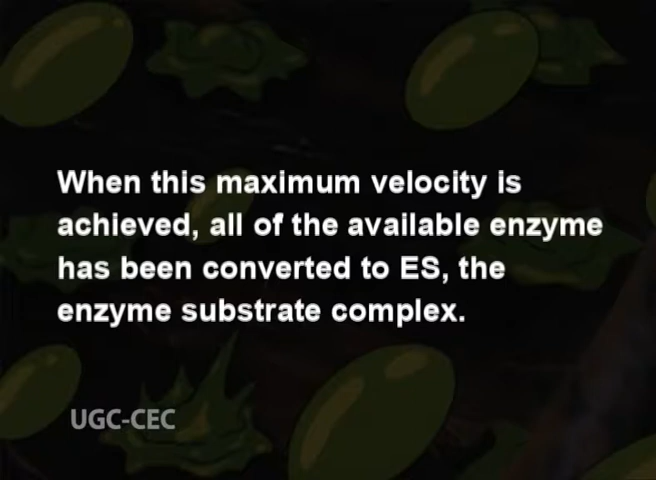 When this maximum velocity is
achieved, all of the available enzyme
has been converted to ES, the
enzyme substrate complex.
UGC-CEC